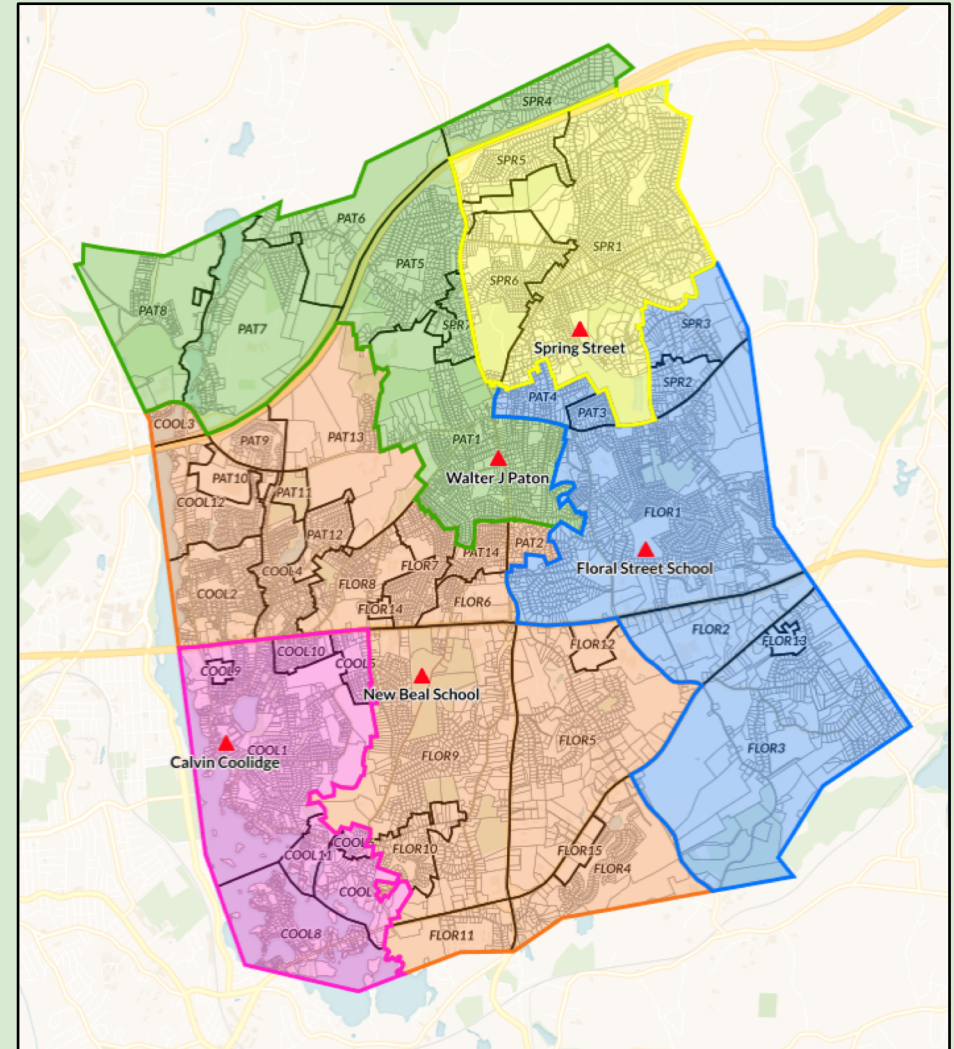 SPR4
SPR5
PAT6
SPR1
PAT5
SPR6
PAT8
PAT7
SPR7
SPR3
Spring Street
SPR2
PAT4
PAT3
COOL3
PAT13
PAT9
PAT1
PAT10
Walter J Paton
PAT11
COOL12
FLOR1
PAT12
PAT2
PAT14
FLOR7
Floral Street School
COOL4
FLOR8
COOL2
FLOR14
FLOR6
FLOR2
FLOR13
FLOR12
COOL10
COOL5
COOL9
New Beal School
FLOR5
COOL1
FLOR3
FLOR9
Calvin Coolidge
COOL
FLOR10
FLOR15
COOL11
FLOR4
COOL
COOL8
FLOR11